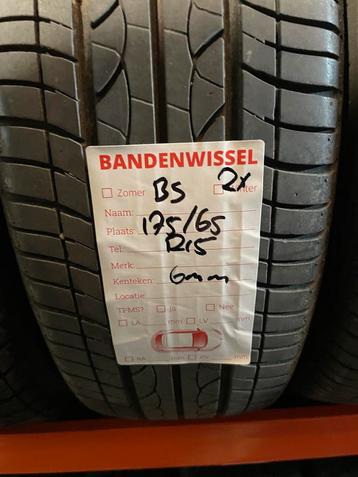 BANDENWISSEL
☐ Zomer BS ☐ 2x
Naam:
Plaats: 175/65
Tel.: R15
Merk:
Kenteken: 6mm
Locatie:
TPMS? ☐ Ja ☐ Nee
☐ LA mm ☐ LV mm
☐ RA mm ☐ RV mm